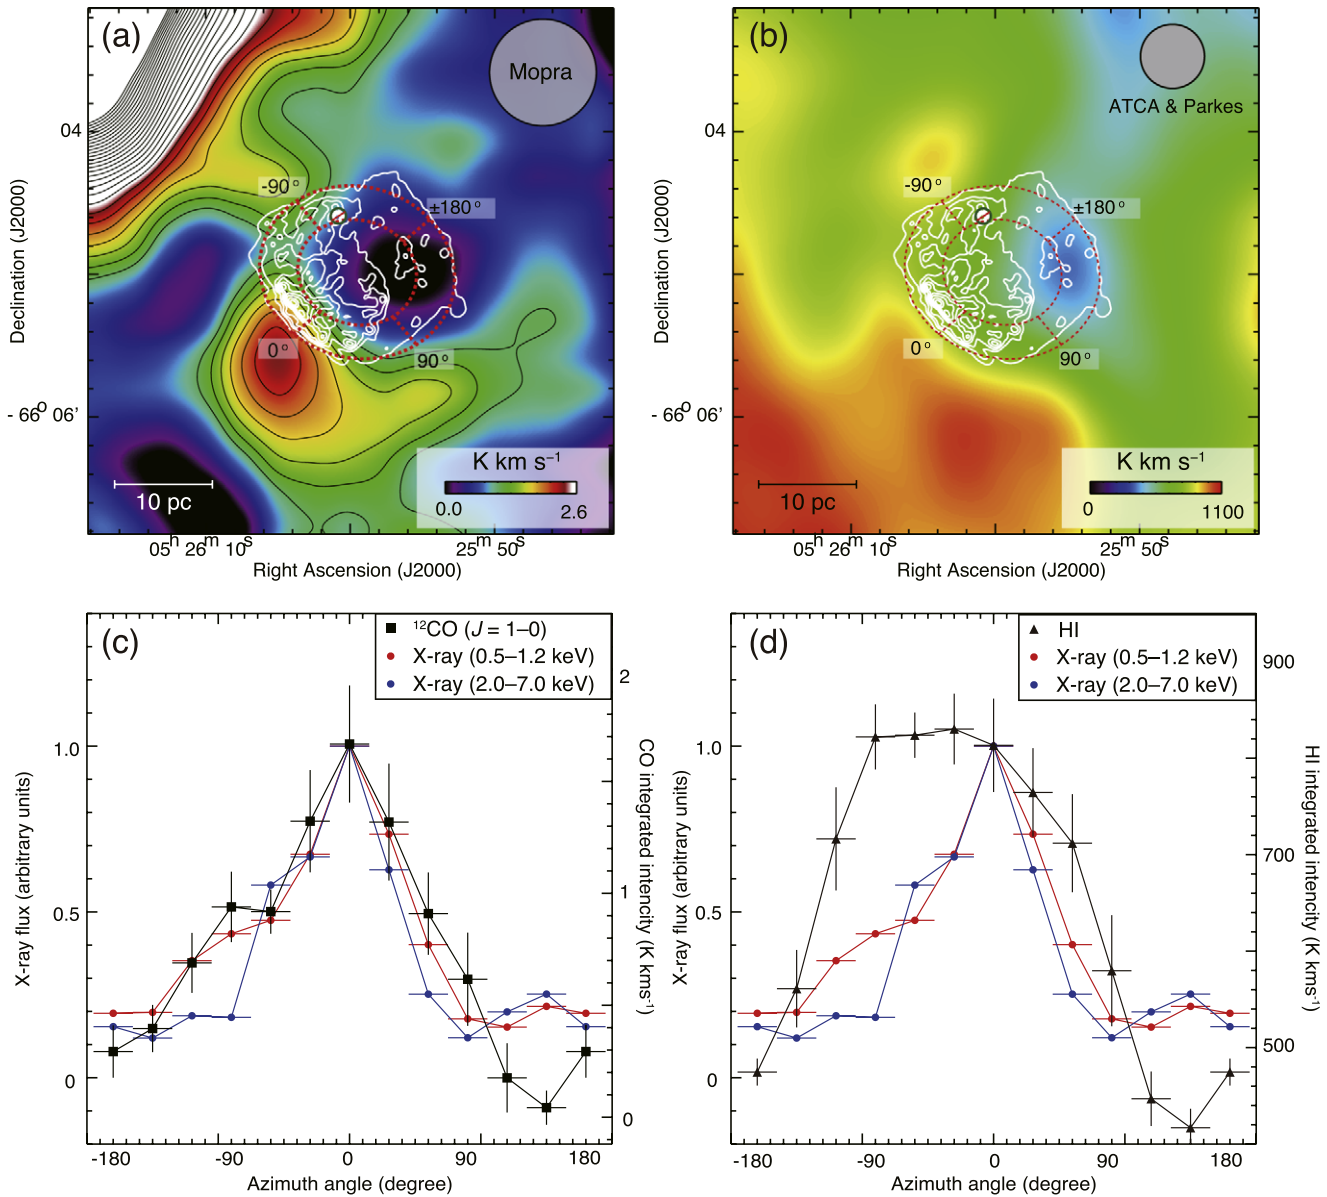 (a)
Mopra
04
-90°
±180°
0°
90°
- 66° 06'
K km s⁻¹
0.0 2.6
10 pc
05ʰ 26ᵐ 10ˢ 25ᵐ 50ˢ
Right Ascension (J2000)
Declination (J2000)
(b)
ATCA & Parkes
04
-90°
±180°
0°
90°
- 66° 06'
K km s⁻¹
0 1100
10 pc
05ʰ 26ᵐ 10ˢ 25ᵐ 50ˢ
Right Ascension (J2000)
Declination (J2000)
(c)
¹²CO (J = 1–0)
X-ray (0.5–1.2 keV)
X-ray (2.0–7.0 keV)
1.0
0.5
0
2
1
0
-180 -90 0 90 180
Azimuth angle (degree)
X-ray flux (arbitrary units)
CO integrated intencity (K kms⁻¹)
(d)
HI
X-ray (0.5–1.2 keV)
X-ray (2.0–7.0 keV)
1.0
0.5
0
900
700
500
-180 -90 0 90 180
Azimuth angle (degree)
X-ray flux (arbitrary units)
HI integrated intencity (K kms⁻¹)